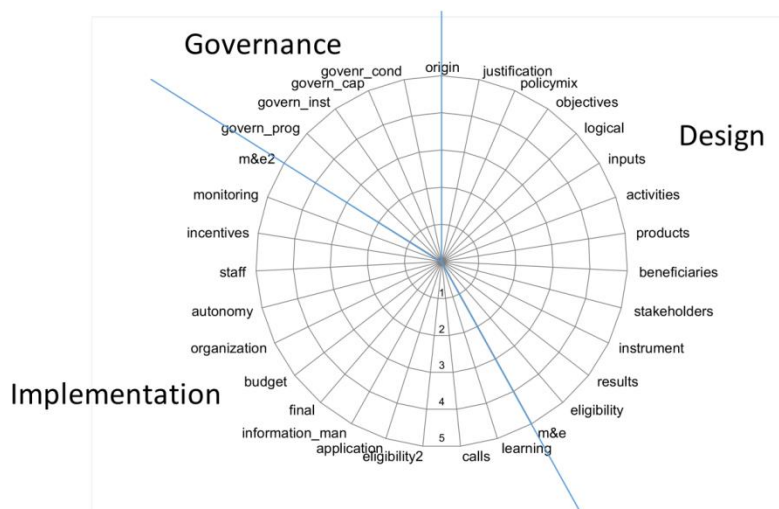 Governance
govenr_cond
origin
justification
govern_cap
policymix
govern_inst
objectives
govern_prog
logical
Design
m&e2
inputs
monitoring
activities
incentives
products
staff
beneficiaries
1
autonomy
stakeholders
2
organization
instrument
3
budget
results
Implementation
4
final
eligibility
information_man
m&e
5
application
learning
eligibility2
calls